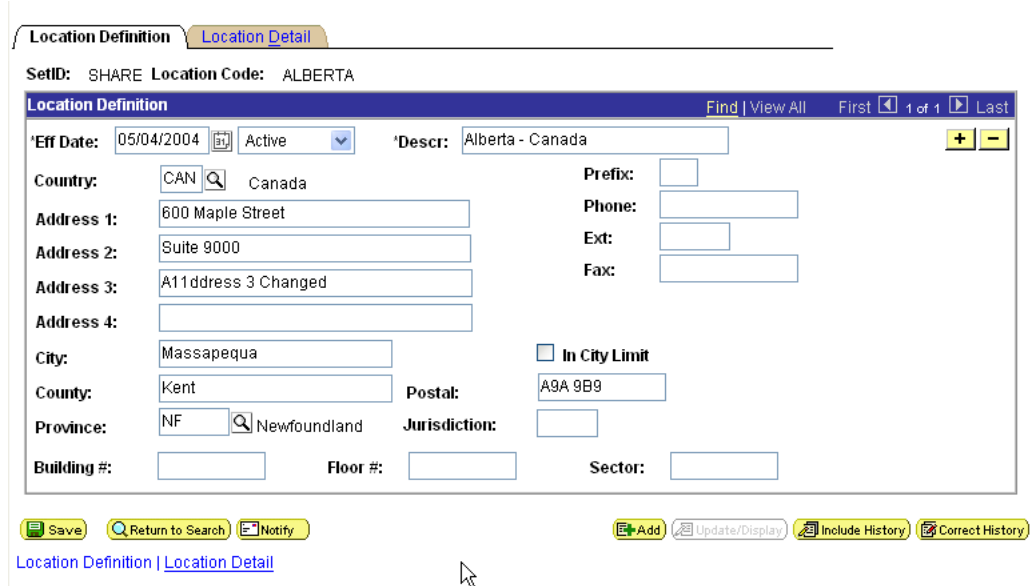 Location Definition Location Detail
SetID: SHARE Location Code: ALBERTA
Location Definition Find | View All First 1 of 1 Last
*Eff Date: 05/04/2004 31 Active *Descr: Alberta - Canada + -
Country: CAN Canada Prefix:
Address 1: 600 Maple Street Phone:
Address 2: Suite 9000 Ext:
Address 3: A11ddress 3 Changed Fax:
Address 4:
City: Massapequa In City Limit
County: Kent Postal: A9A 9B9
Province: NF Newfoundland Jurisdiction:
Building #: Floor #: Sector:
Save Return to Search Notify Add Update/Display Include History Correct History
Location Definition | Location Detail